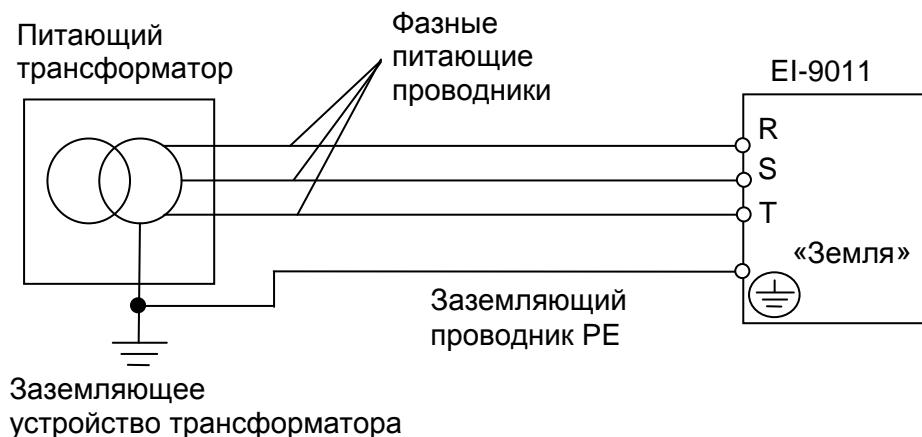 Питающий
трансформатор
Фазные
питающие
проводники
EI-9011
R
S
T
«Земля»
Заземляющий
проводник PE
Заземляющее
устройство трансформатора